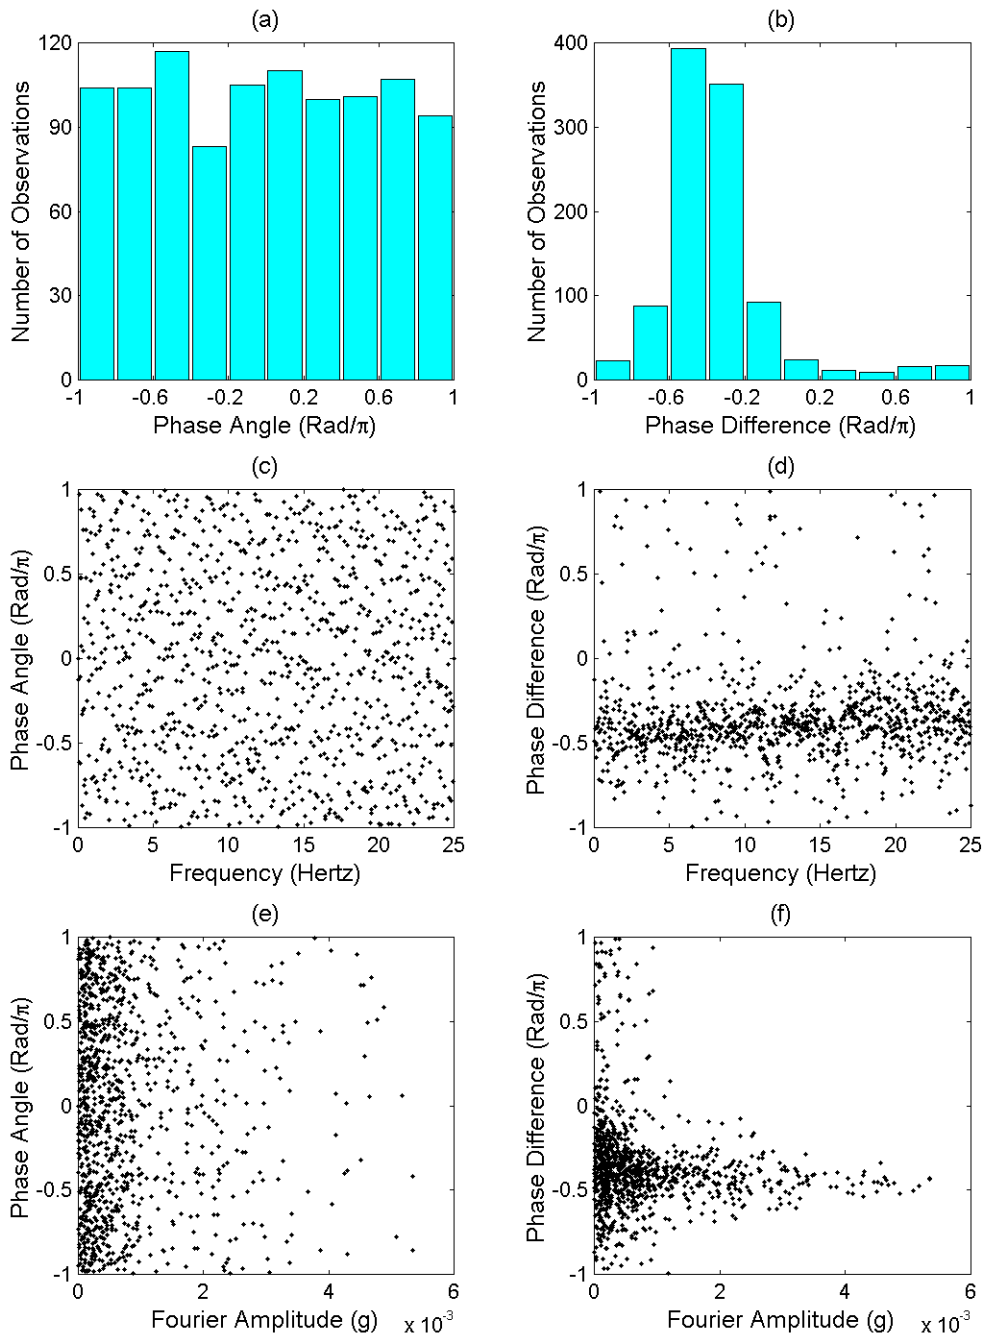 (a)
120
90
60
30
0
Number of Observations
-1 -0.6 -0.2 0.2 0.6 1
Phase Angle (Rad/π)
(b)
400
300
200
100
0
Number of Observations
-1 -0.6 -0.2 0.2 0.6 1
Phase Difference (Rad/π)
(c)
1
0.5
0
-0.5
-1
Phase Angle (Rad/π)
0 5 10 15 20 25
Frequency (Hertz)
(d)
1
0.5
0
-0.5
-1
Phase Difference (Rad/π)
0 5 10 15 20 25
Frequency (Hertz)
(e)
1
0.5
0
-0.5
-1
Phase Angle (Rad/π)
0 2 4 6
Fourier Amplitude (g) x 10-3
(f)
1
0.5
0
-0.5
-1
Phase Difference (Rad/π)
0 2 4 6
Fourier Amplitude (g) x 10-3